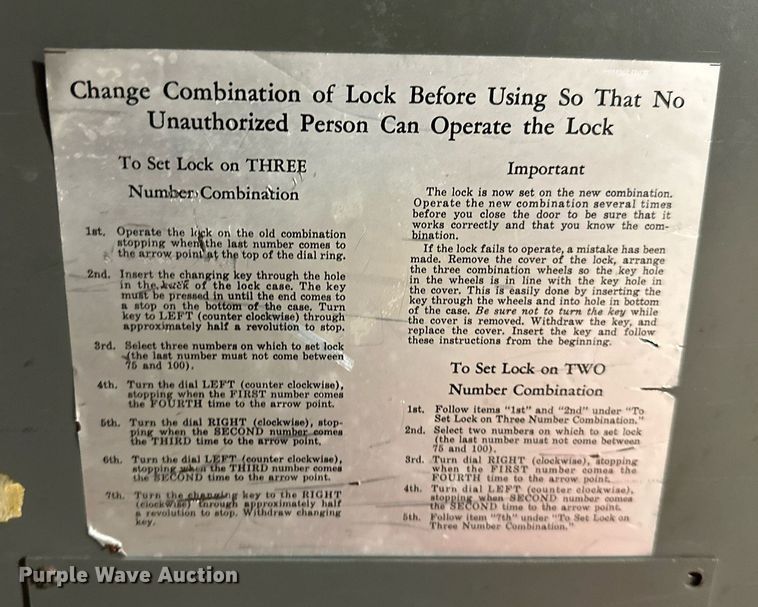 Change Combination of Lock Before Using So That No
Unauthorized Person Can Operate the Lock
To Set Lock on THREE
Number Combination
1st. Operate the lock on the old combination
stopping when the last number comes to
the arrow point at the top of the dial ring.
2nd. Insert the changing key through the hole
in the back of the lock case. The key
must be pressed in until the end comes to
a stop on the bottom of the case. Turn
key to LEFT (counter clockwise) through
approximately half a revolution to stop.
3rd. Select three numbers on which to set lock
(the last number must not come between
75 and 100).
4th. Turn the dial LEFT (counter clockwise),
stopping when the FIRST number comes
the FOURTH time to the arrow point.
5th. Turn the dial RIGHT (clockwise), stop-
ping when the SECOND number comes
the THIRD time to the arrow point.
6th. Turn the dial LEFT (counter clockwise),
stopping when the THIRD number comes
the SECOND time to the arrow point.
7th. Turn the changing key to the RIGHT
(clockwise) through approximately half
a revolution to stop. Withdraw changing
key.
Important
The lock is now set on the new combination.
Operate the new combination several times
before you close the door to be sure that it
works correctly and that you know the com-
bination.
If the lock fails to operate, a mistake has been
made. Remove the cover of the lock, arrange
the three combination wheels so the key hole
in the wheels is in line with the key hole in
the cover. This is easily done by inserting the
key through the wheels and into hole in bottom
of the case. Be sure not to turn the key while
the cover is removed. Withdraw the key, and
replace the cover. Insert the key and follow
these instructions from the beginning.
To Set Lock on TWO
Number Combination
1st. Follow items "1st" and "2nd" under "To
Set Lock on Three Number Combination."
2nd. Select two numbers on which to set lock
(the last number must not come between
75 and 100).
3rd. Turn dial RIGHT (clockwise), stopping
when the FIRST number comes the
FOURTH time to the arrow point.
4th. Turn dial LEFT (counter clockwise),
stopping when SECOND number comes
the SECOND time to the arrow point.
5th. Follow item "7th" under "To Set Lock on
Three Number Combination."
Purple Wave Auction